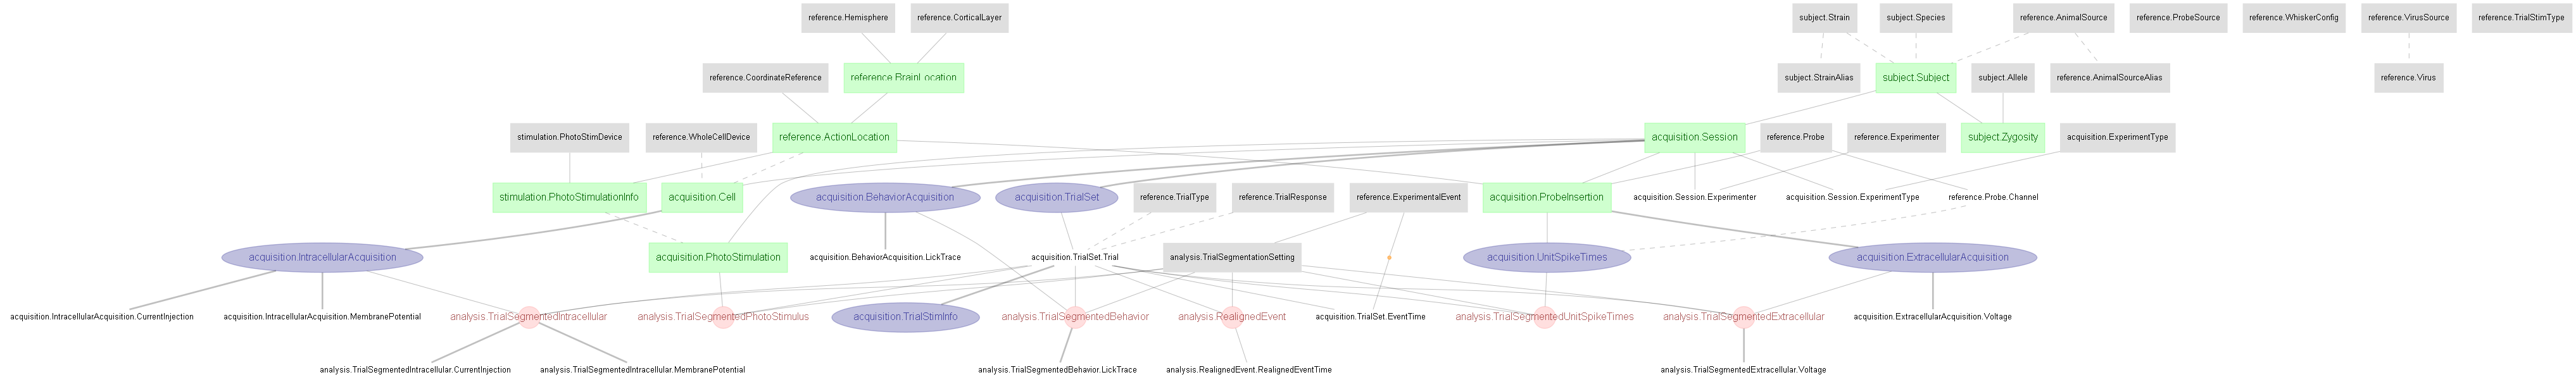 reference.Hemisphere
reference.CorticalLayer
subject.Strain
subject.Species
reference.AnimalSource
reference.ProbeSource
reference.WhiskerConfig
reference.VirusSource
reference.TrialStimType
reference.CoordinateReference
reference.BrainLocation
subject.StrainAlias
subject.Subject
subject.Allele
reference.AnimalSourceAlias
reference.Virus
stimulation.PhotoStimDevice
reference.WholeCellDevice
reference.ActionLocation
acquisition.Session
reference.Probe
reference.Experimenter
subject.Zygosity
acquisition.ExperimentType
stimulation.PhotoStimulationInfo
acquisition.Cell
acquisition.BehaviorAcquisition
acquisition.TrialSet
reference.TrialType
reference.TrialResponse
reference.ExperimentalEvent
acquisition.ProbeInsertion
acquisition.Session.Experimenter
acquisition.Session.ExperimentType
reference.Probe.Channel
acquisition.IntracellularAcquisition
acquisition.PhotoStimulation
acquisition.BehaviorAcquisition.LickTrace
acquisition.TrialSet.Trial
analysis.TrialSegmentationSetting
acquisition.UnitSpikeTimes
acquisition.ExtracellularAcquisition
acquisition.IntracellularAcquisition.CurrentInjection
acquisition.IntracellularAcquisition.MembranePotential
analysis.TrialSegmentedIntracellular
analysis.TrialSegmentedPhotoStimulus
acquisition.TrialStimInfo
analysis.TrialSegmentedBehavior
analysis.RealignedEvent
acquisition.TrialSet.EventTime
analysis.TrialSegmentedUnitSpikeTimes
analysis.TrialSegmentedExtracellular
acquisition.ExtracellularAcquisition.Voltage
analysis.TrialSegmentedIntracellular.CurrentInjection
analysis.TrialSegmentedIntracellular.MembranePotential
analysis.TrialSegmentedBehavior.LickTrace
analysis.RealignedEvent.RealignedEventTime
analysis.TrialSegmentedExtracellular.Voltage